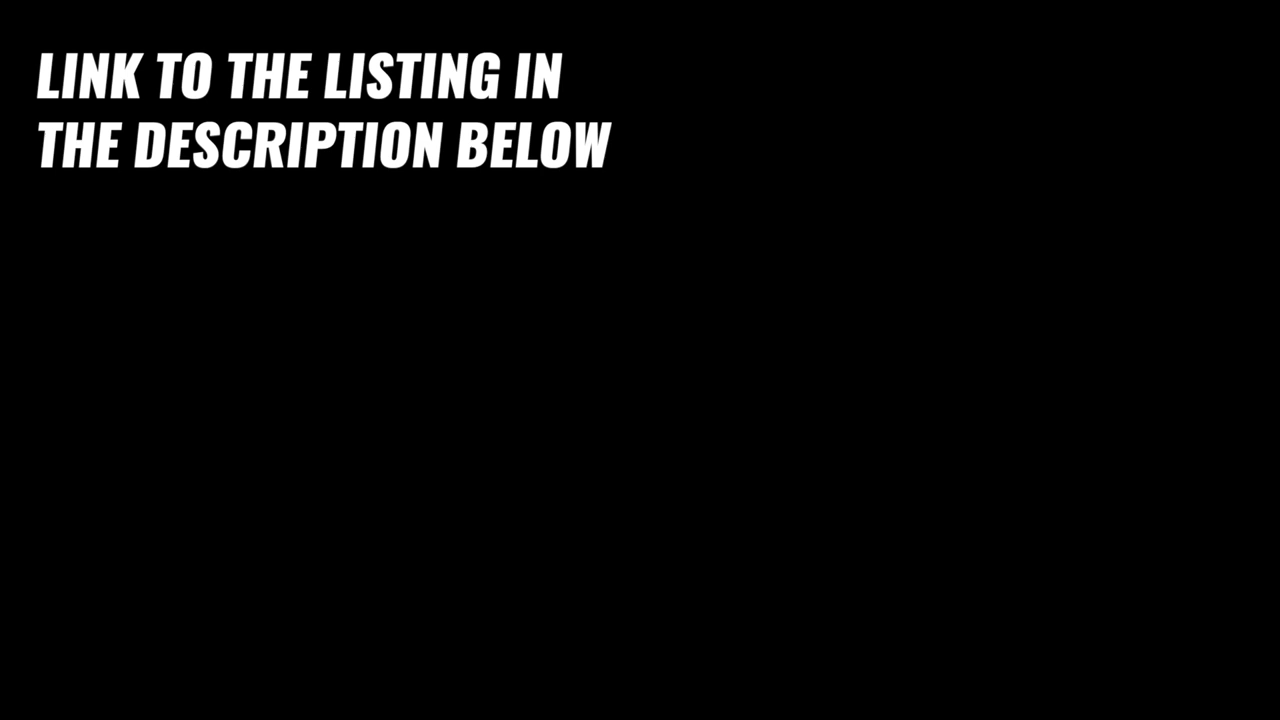 LINK TO THE LISTING IN
THE DESCRIPTION BELOW